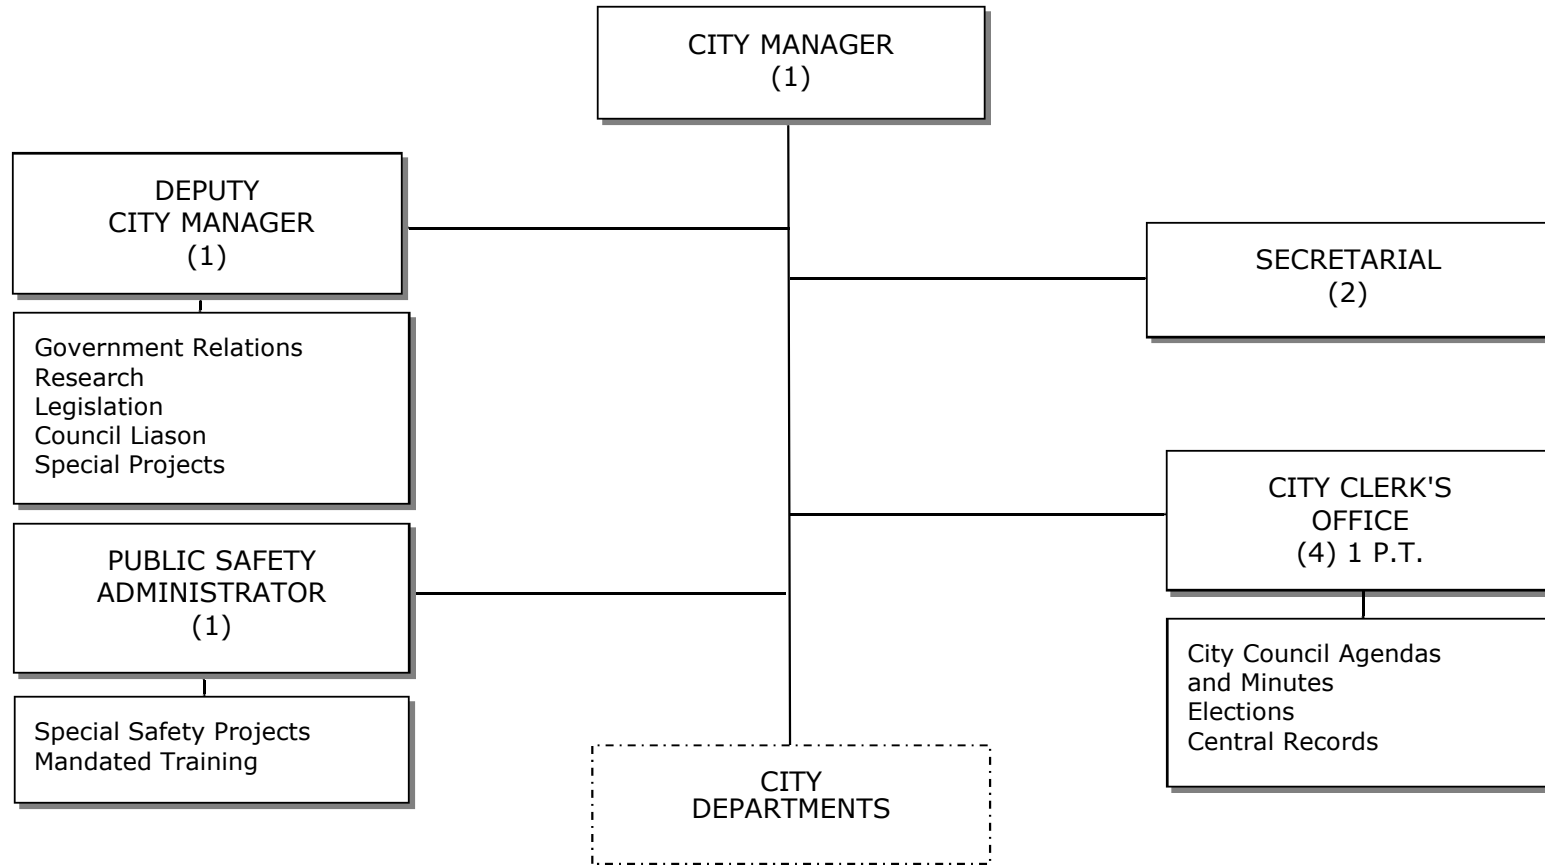 CITY MANAGER
(1)
DEPUTY
CITY MANAGER
(1)
Government Relations
Research
Legislation
Council Liason
Special Projects
SECRETARIAL
(2)
PUBLIC SAFETY
ADMINISTRATOR
(1)
Special Safety Projects
Mandated Training
CITY CLERK'S
OFFICE
(4) 1 P.T.
City Council Agendas
and Minutes
Elections
Central Records
CITY
DEPARTMENTS